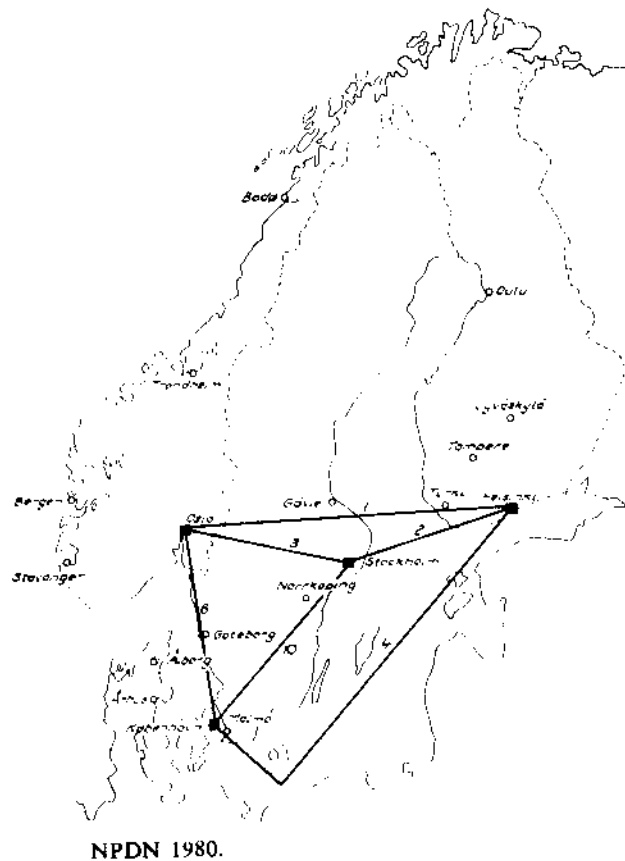 Bodø
Oulu
Trondheim
Jyväskylä
Tampere
Bergen
Gävle
1
Turku
Helsinki
Oslo
2
3
Stockholm
Stavanger
Norrköping
6
Göteborg
10
4
Ålborg
Århus
København
Malmö
NPDN 1980.